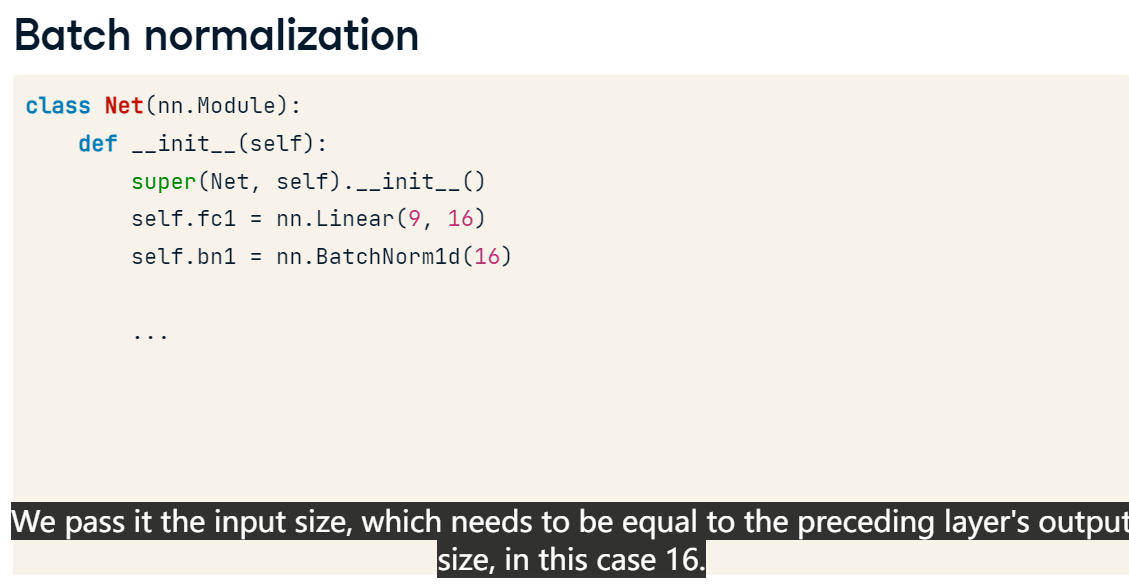 Batch normalization
class Net(nn.Module):
    def __init__(self):
        super(Net, self).__init__()
        self.fc1 = nn.Linear(9, 16)
        self.bn1 = nn.BatchNorm1d(16)
        ...
We pass it the input size, which needs to be equal to the preceding layer's output
size, in this case 16.